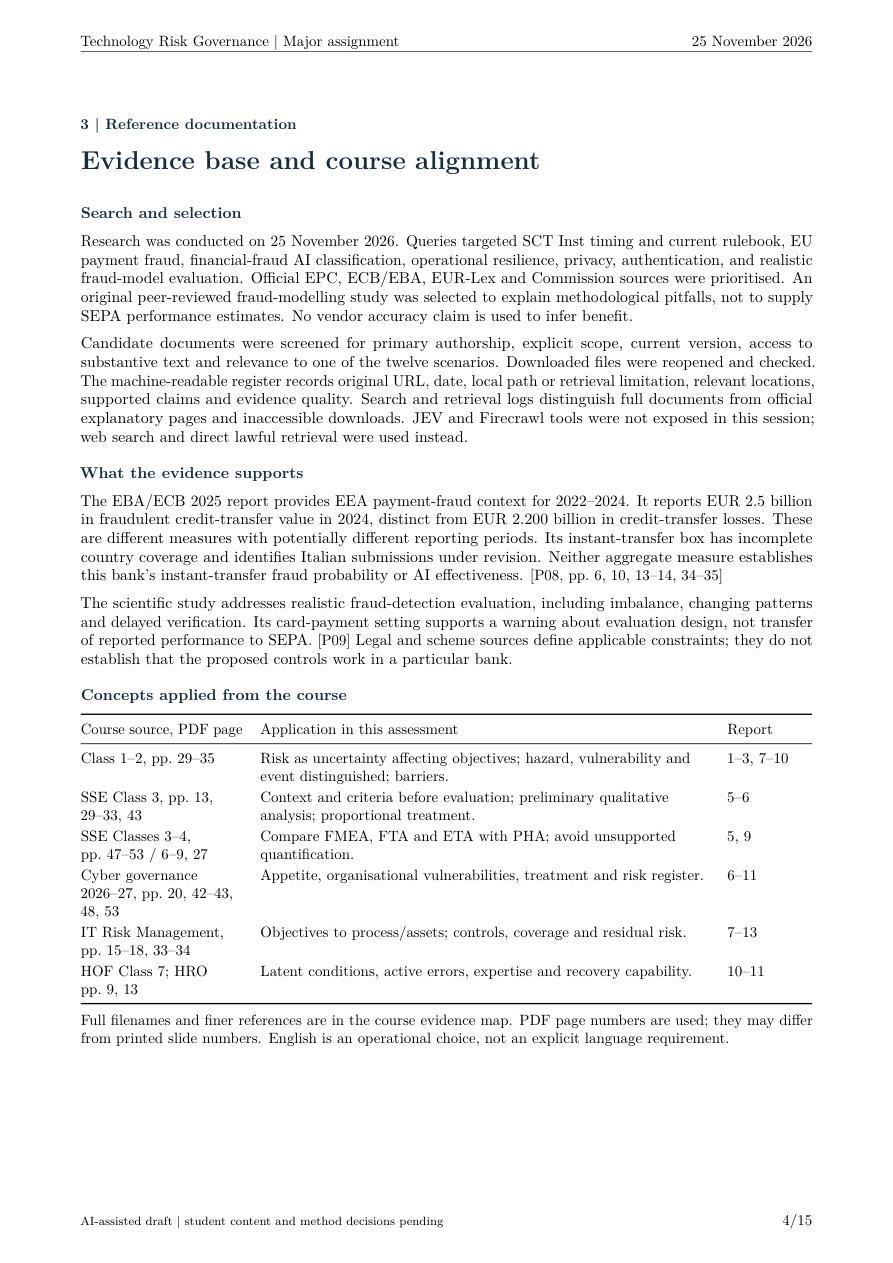 Technology Risk Governance | Major assignment 25 November 2026
3 | Reference documentation
Evidence base and course alignment
Search and selection
Research was conducted on 25 November 2026. Queries targeted SCT Inst timing and current rulebook, EU
payment fraud, financial-fraud AI classification, operational resilience, privacy, authentication, and realistic
fraud-model evaluation. Official EPC, ECB/EBA, EUR-Lex and Commission sources were prioritised. An
original peer-reviewed fraud-modelling study was selected to explain methodological pitfalls, not to supply
SEPA performance estimates. No vendor accuracy claim is used to infer benefit.
Candidate documents were screened for primary authorship, explicit scope, current version, access to
substantive text and relevance to one of the twelve scenarios. Downloaded files were reopened and checked.
The machine-readable register records original URL, date, local path or retrieval limitation, relevant locations,
supported claims and evidence quality. Search and retrieval logs distinguish full documents from official
explanatory pages and inaccessible downloads. JEV and Firecrawl tools were not exposed in this session;
web search and direct lawful retrieval were used instead.
What the evidence supports
The EBA/ECB 2025 report provides EEA payment-fraud context for 2022–2024. It reports EUR 2.5 billion
in fraudulent credit-transfer value in 2024, distinct from EUR 2.200 billion in credit-transfer losses. These
are different measures with potentially different reporting periods. Its instant-transfer box has incomplete
country coverage and identifies Italian submissions under revision. Neither aggregate measure establishes
this bank's instant-transfer fraud probability or AI effectiveness. [P08, pp. 6, 10, 13–14, 34–35]
The scientific study addresses realistic fraud-detection evaluation, including imbalance, changing patterns
and delayed verification. Its card-payment setting supports a warning about evaluation design, not transfer
of reported performance to SEPA. [P09] Legal and scheme sources define applicable constraints; they do not
establish that the proposed controls work in a particular bank.
Concepts applied from the course
Course source, PDF page Application in this assessment Report
Class 1–2, pp. 29–35 Risk as uncertainty affecting objectives; hazard, vulnerability and 1–3, 7–10
event distinguished; barriers.
SSE Class 3, pp. 13, Context and criteria before evaluation; preliminary qualitative 5–6
29–33, 43 analysis; proportional treatment.
SSE Classes 3–4, Compare FMEA, FTA and ETA with PHA; avoid unsupported 5, 9
pp. 47–53 / 6–9, 27 quantification.
Cyber governance Appetite, organisational vulnerabilities, treatment and risk register. 6–11
2026–27, pp. 20, 42–43,
48, 53
IT Risk Management, Objectives to process/assets; controls, coverage and residual risk. 7–13
pp. 15–18, 33–34
HOF Class 7; HRO Latent conditions, active errors, expertise and recovery capability. 10–11
pp. 9, 13
Full filenames and finer references are in the course evidence map. PDF page numbers are used; they may differ
from printed slide numbers. English is an operational choice, not an explicit language requirement.
AI-assisted draft | student content and method decisions pending 4/15